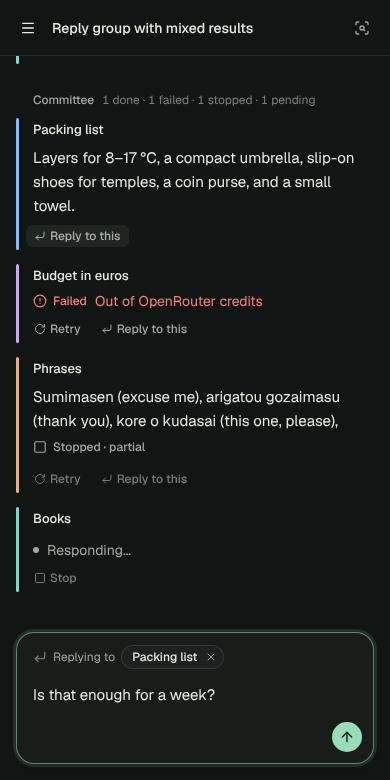 Reply group with mixed results
Committee 1 done · 1 failed · 1 stopped · 1 pending
Packing list
Layers for 8–17 °C, a compact umbrella, slip-on
shoes for temples, a coin purse, and a small
towel.
Reply to this
Budget in euros
Failed Out of OpenRouter credits
Retry Reply to this
Phrases
Sumimasen (excuse me), arigatou gozaimasu
(thank you), kore o kudasai (this one, please),
Stopped · partial
Retry Reply to this
Books
Responding…
Stop
Replying to Packing list
Is that enough for a week?